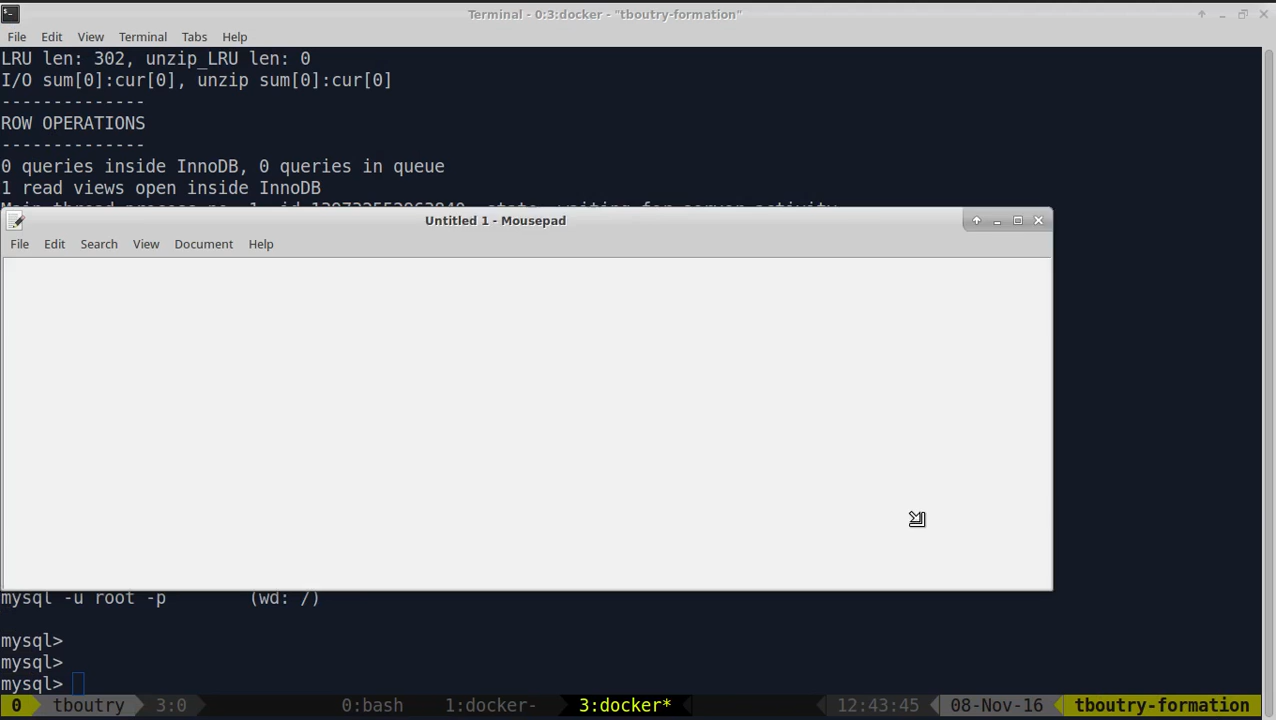 Terminal - 0:3:docker - "tboutry-formation"
File Edit View Terminal Tabs Help
LRU len: 302, unzip_LRU len: 0
I/O sum[0]:cur[0], unzip sum[0]:cur[0]
--------------
ROW OPERATIONS
--------------
0 queries inside InnoDB, 0 queries in queue
1 read views open inside InnoDB
Untitled 1 - Mousepad
File Edit Search View Document Help
mysql -u root -p (wd: /)
mysql>
mysql>
mysql>
0 tboutry 3:0 0:bash 1:docker- 3:docker* 12:43:45 08-Nov-16 tboutry-formation